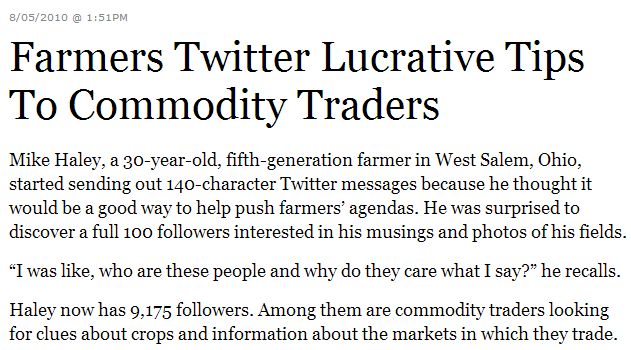 8/05/2010 @ 1:51PM
Farmers Twitter Lucrative Tips
To Commodity Traders
Mike Haley, a 30-year-old, fifth-generation farmer in West Salem, Ohio,
started sending out 140-character Twitter messages because he thought it
would be a good way to help push farmers’ agendas. He was surprised to
discover a full 100 followers interested in his musings and photos of his fields.
“I was like, who are these people and why do they care what I say?” he recalls.
Haley now has 9,175 followers. Among them are commodity traders looking
for clues about crops and information about the markets in which they trade.